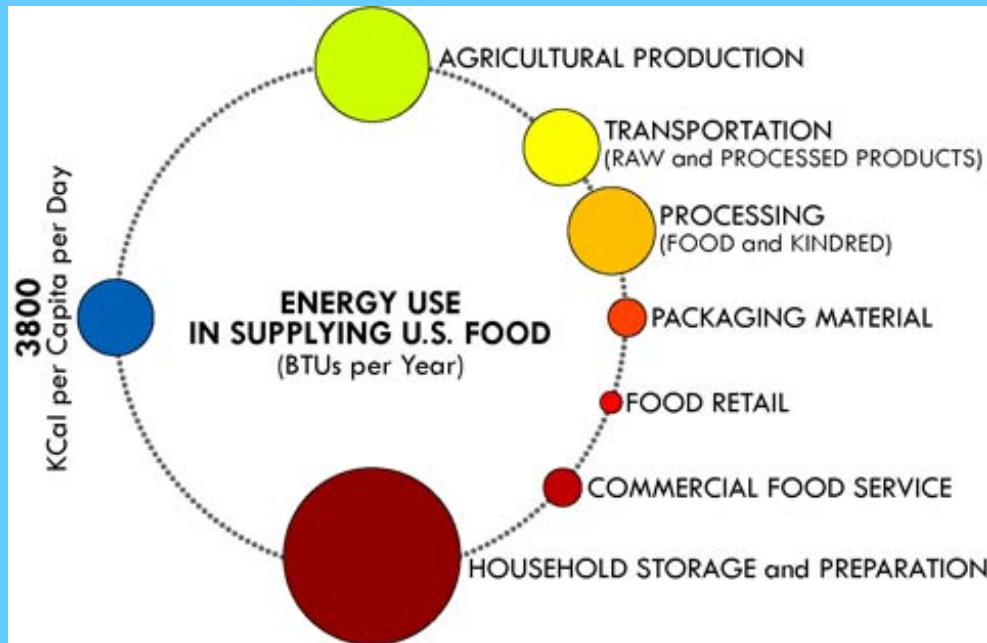 AGRICULTURAL PRODUCTION
TRANSPORTATION
(RAW and PROCESSED PRODUCTS)
PROCESSING
(FOOD and KINDRED)
PACKAGING MATERIAL
FOOD RETAIL
COMMERCIAL FOOD SERVICE
HOUSEHOLD STORAGE and PREPARATION
3800
KCal per Capita per Day
ENERGY USE
IN SUPPLYING U.S. FOOD
(BTUs per Year)